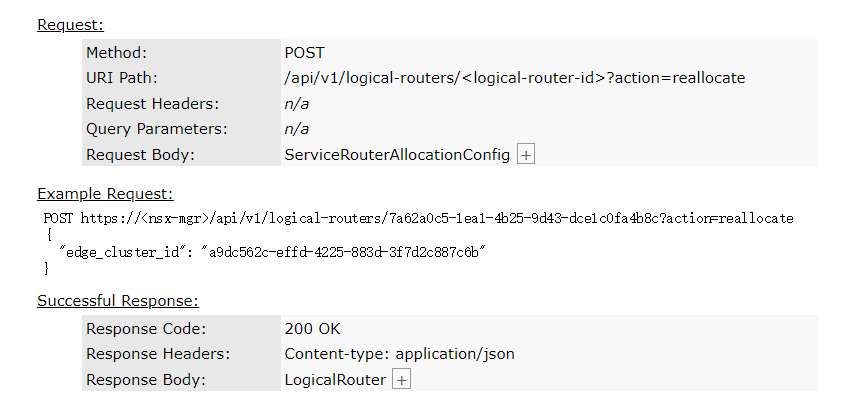 Request:
Method: POST
URI Path: /api/v1/logical-routers/<logical-router-id>?action=reallocate
Request Headers: n/a
Query Parameters: n/a
Request Body: ServiceRouterAllocationConfig +
Example Request:
POST https://<nsx-mgr>/api/v1/logical-routers/7a62a0c5-1ea1-4b25-9d43-dce1c0fa4b8c?action=reallocate
{
"edge_cluster_id": "a9dc562c-effd-4225-883d-3f7d2c887c6b"
}
Successful Response:
Response Code: 200 OK
Response Headers: Content-type: application/json
Response Body: LogicalRouter +